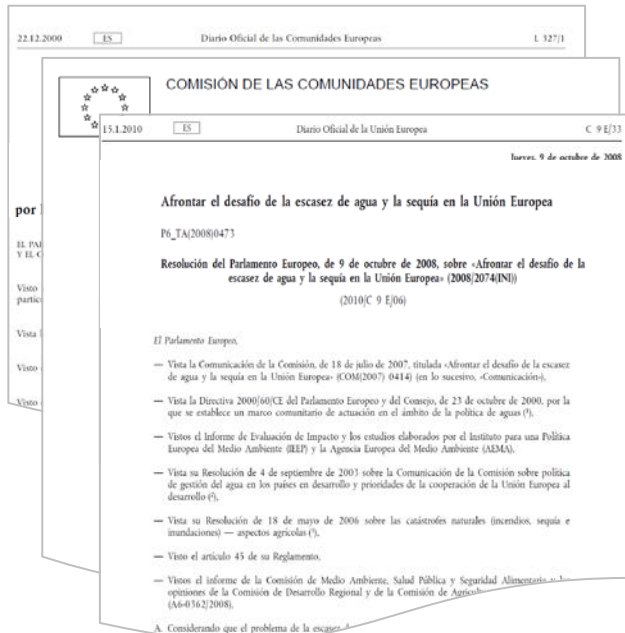 22.12.2000 ES Diario Oficial de las Comunidades Europeas L 327/1
COMISIÓN DE LAS COMUNIDADES EUROPEAS
15.1.2010 ES Diario Oficial de la Unión Europea C 9 E/33
Jueves, 9 de octubre de 2008
Afrontar el desafío de la escasez de agua y la sequía en la Unión Europea
P6_TA(2008)0473
Resolución del Parlamento Europeo, de 9 de octubre de 2008, sobre «Afrontar el desafío de la
escasez de agua y la sequía en la Unión Europea» (2008/2074(INI))
(2010/C 9 E/06)
El Parlamento Europeo,
— Vista la Comunicación de la Comisión, de 18 de julio de 2007, titulada «Afrontar el desafío de la escasez
de agua y la sequía en la Unión Europea» (COM(2007) 0414) (en lo sucesivo, «Comunicación»),
— Vista la Directiva 2000/60/CE del Parlamento Europeo y del Consejo, de 23 de octubre de 2000, por la
que se establece un marco comunitario de actuación en el ámbito de la política de aguas (¹),
— Vistos el Informe de Evaluación de Impacto y los estudios elaborados por el Instituto para una Política
Europea del Medio Ambiente (IEEP) y la Agencia Europea del Medio Ambiente (AEMA),
— Vista su Resolución de 4 de septiembre de 2003 sobre la Comunicación de la Comisión sobre política
de gestión del agua en los países en desarrollo y prioridades de la cooperación de la Unión Europea al
desarrollo (²),
— Vista su Resolución de 18 de mayo de 2006 sobre las catástrofes naturales (incendios, sequía e
inundaciones) — aspectos agrícolas (³),
— Visto el artículo 45 de su Reglamento,
— Vistos el informe de la Comisión de Medio Ambiente, Salud Pública y Seguridad Alimentaria y las
opiniones de la Comisión de Desarrollo Regional y de la Comisión de
(A6-0362/2008),
A. Considerando que el problema de la escasez
por
EL
Y EL
Visto
Vista
Visto
Visto